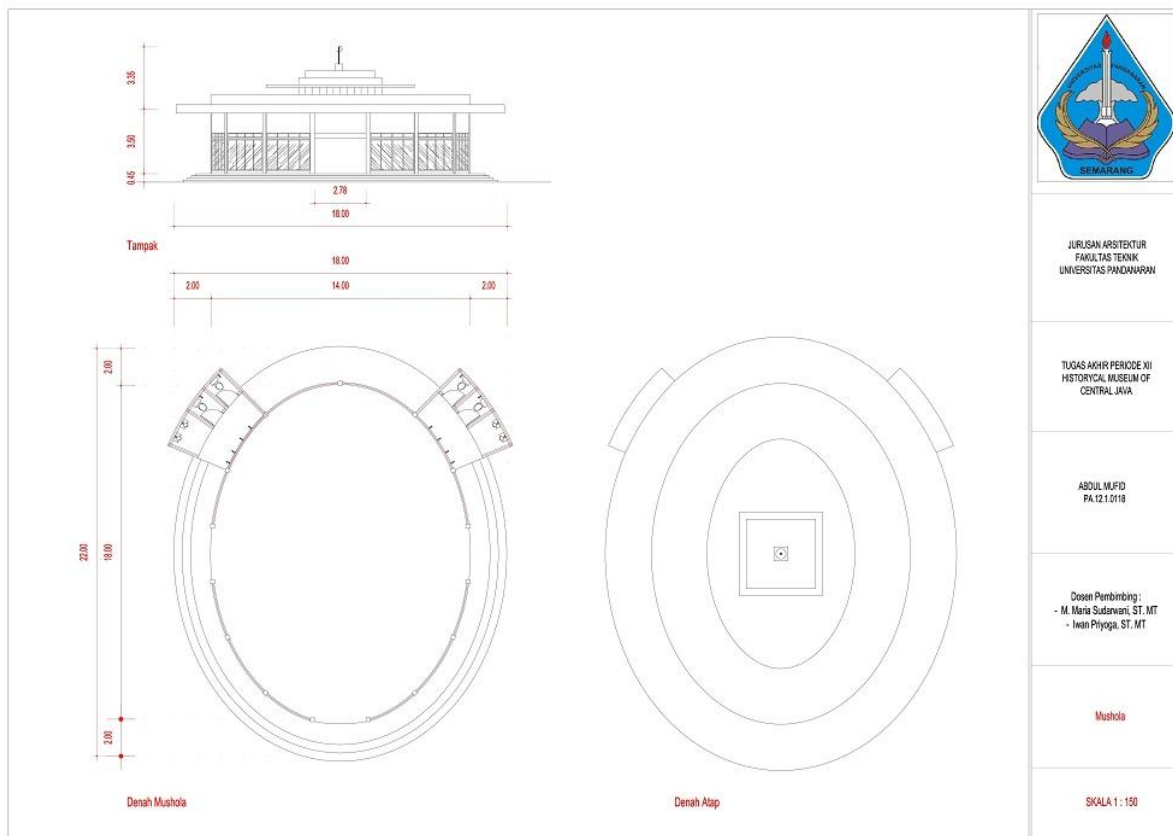 3.35
3.50
0.45
2.78
18.00
Tampak
18.00
2.00
14.00
2.00
2.00
22.00
18.00
2.00
Denah Mushola
Denah Atap
UNIVERSITAS PANDANARAN
SEMARANG
JURUSAN ARSITEKTUR
FAKULTAS TEKNIK
UNIVERSITAS PANDANARAN
TUGAS AKHIR PERIODE XII
HISTORYCAL MUSEUM OF
CENTRAL JAVA
ABDUL MUFID
PA.12.1.0118
Dosen Pembimbing :
- M. Maria Sudarwani, ST. MT
- Iwan Priyoga, ST. MT
Mushola
SKALA 1 : 150